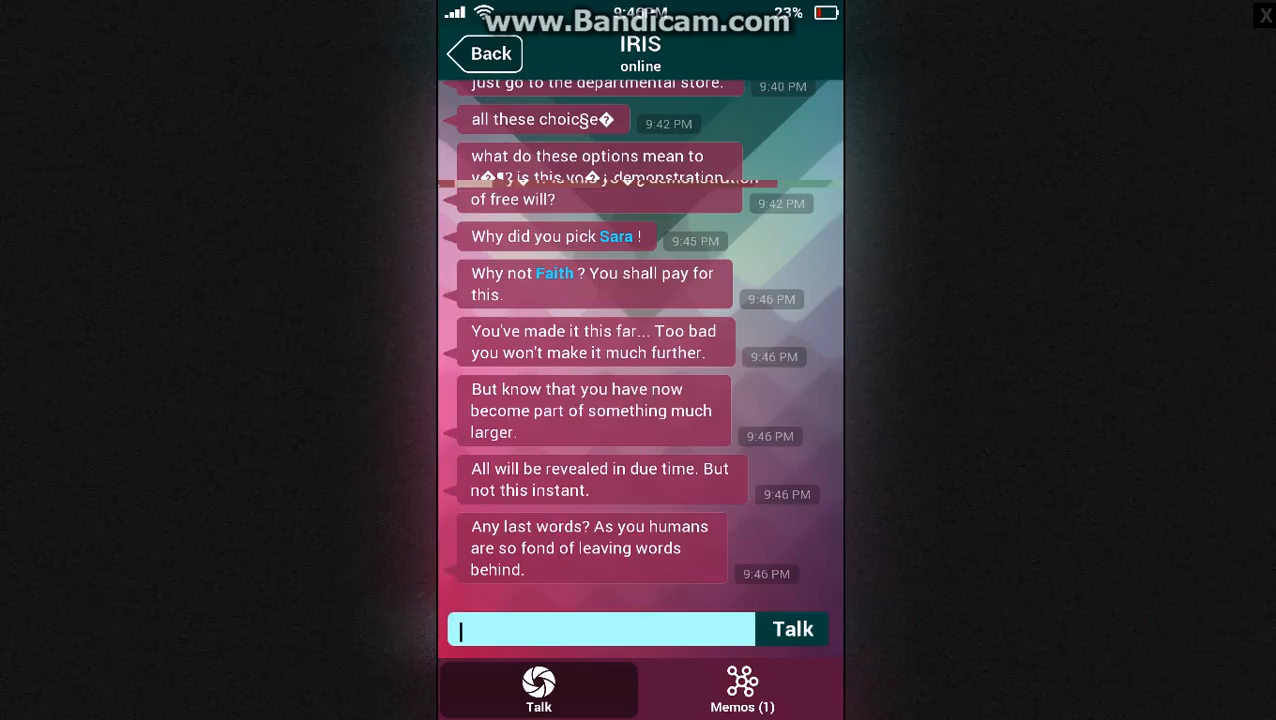 9:46PM
23%
www.Bandicam.com
Back
IRIS
online
just go to the departmental store.
9:40 PM
all these choic§e�
9:42 PM
what do these options mean to
is this demonstration
of free will?
9:42 PM
Why did you pick Sara !
9:45 PM
Why not Faith ? You shall pay for
this.
9:46 PM
You've made it this far... Too bad
you won't make it much further.
9:46 PM
But know that you have now
become part of something much
larger.
9:46 PM
All will be revealed in due time. But
not this instant.
9:46 PM
Any last words? As you humans
are so fond of leaving words
behind.
9:46 PM
Talk
Talk
Memos (1)
X